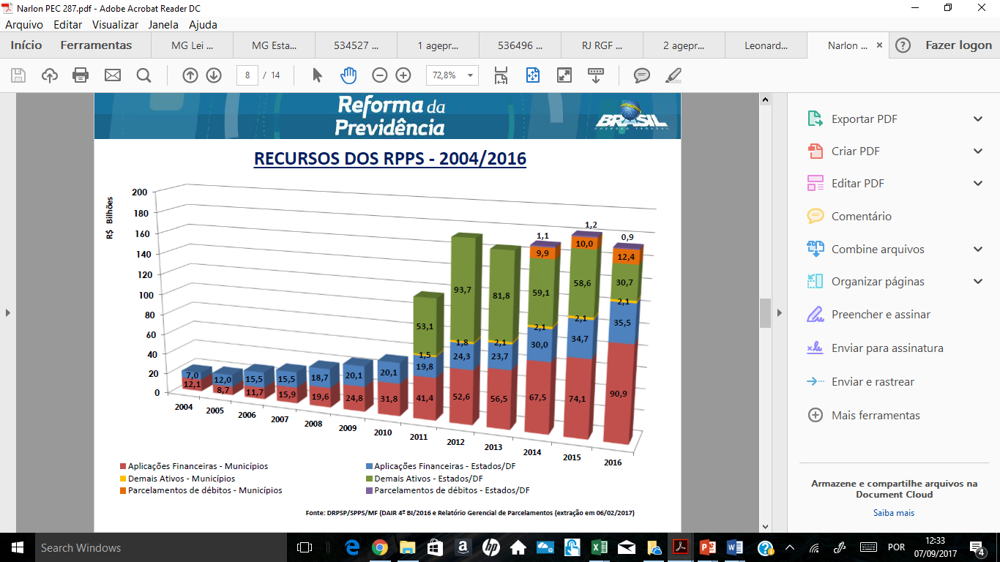 Narlon PEC 287.pdf - Adobe Acrobat Reader DC
Arquivo Editar Visualizar Janela Ajuda
Início Ferramentas MG Lei ... MG Esta... 534527 ... 1 agepr... 536496 ... RJ RGF ... 2 agepr... Leonard... Narlon ... × ? Fazer logon
8 / 14 72,8%
Reforma da
Previdência
BRASIL
RECURSOS DOS RPPS - 2004/2016
R$ Bilhões
200
180
160
140
120
100
80
60
40
20
0
7,0 12,0 15,5 15,5 18,7 20,1 20,1 19,8 24,3 23,7 30,0 34,7 35,5
12,1 8,7 11,7 15,9 19,6 24,8 31,8 41,4 52,6 56,5 67,5 74,1 90,9
1,5 1,8 2,1 2,1 2,1 2,1
53,1 93,7 81,8 59,1 58,6 30,7
9,9 10,0 12,4
1,1 1,2 0,9
2004 2005 2006 2007 2008 2009 2010 2011 2012 2013 2014 2015 2016
Aplicações Financeiras - Municípios Aplicações Financeiras - Estados/DF
Demais Ativos - Municípios Demais Ativos - Estados/DF
Parcelamentos de débitos - Municípios Parcelamentos de débitos - Estados/DF
Fonte: DRPSP/SPPS/MF (DAIR 4º BI/2016 e Relatório Gerencial de Parcelamentos (extração em 06/02/2017)
Exportar PDF
Criar PDF
Editar PDF
Comentário
Combine arquivos
Organizar páginas
Preencher e assinar
Enviar para assinatura
Enviar e rastrear
Mais ferramentas
Armazene e compartilhe arquivos na
Document Cloud
Saiba mais
Search Windows
POR
12:33
07/09/2017
4